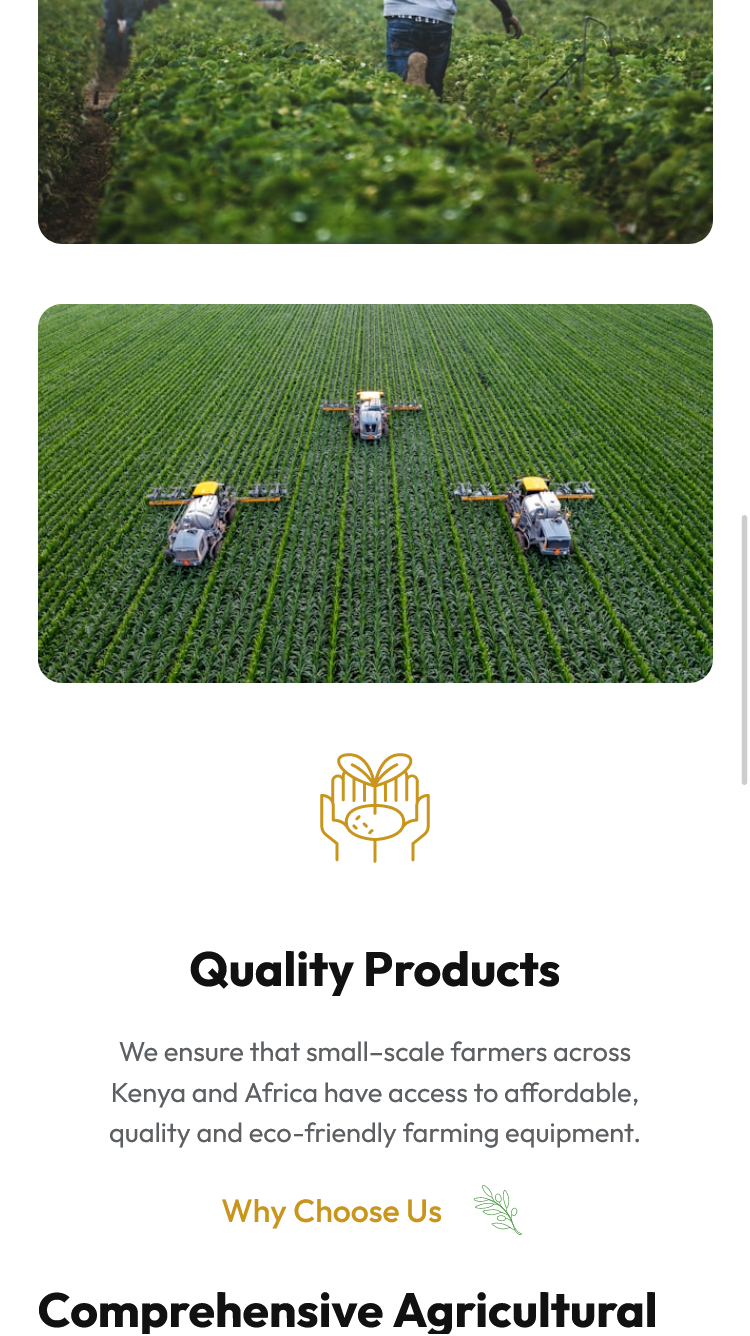 Quality Products
We ensure that small–scale farmers across
Kenya and Africa have access to affordable,
quality and eco-friendly farming equipment.
Why Choose Us
Comprehensive Agricultural